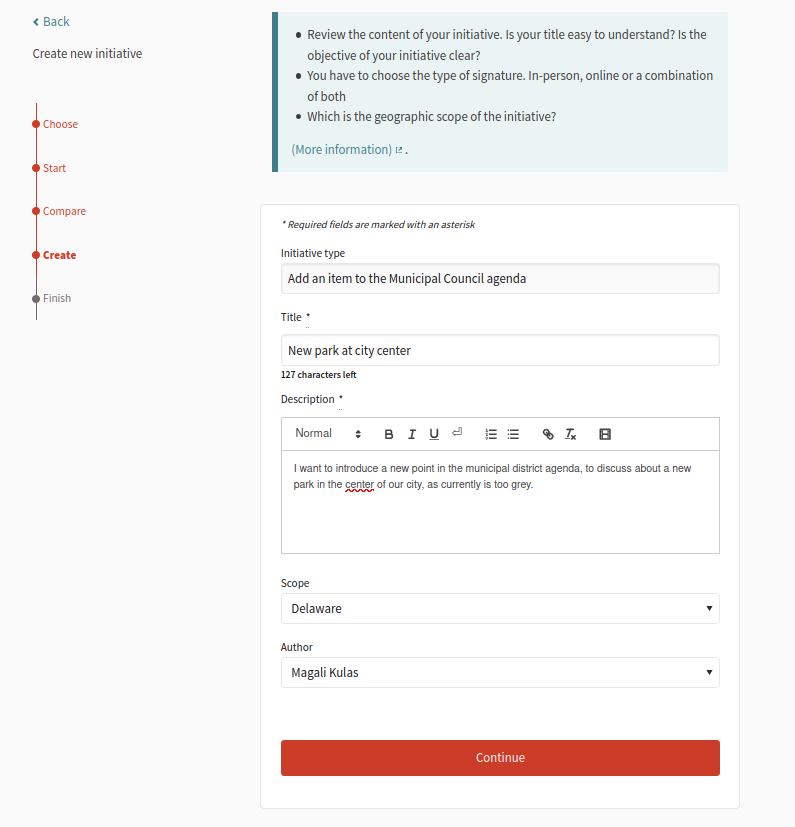 Back
Create new initiative
Choose
Start
Compare
Create
Finish
Review the content of your initiative. Is your title easy to understand? Is the
objective of your initiative clear?
You have to choose the type of signature. In-person, online or a combination
of both
Which is the geographic scope of the initiative?
(More information) .
* Required fields are marked with an asterisk
Initiative type
Add an item to the Municipal Council agenda
Title *
New park at city center
127 characters left
Description *
Normal B I U
I want to introduce a new point in the municipal district agenda, to discuss about a new
park in the center of our city, as currently is too grey.
Scope
Delaware
Author
Magali Kulas
Continue